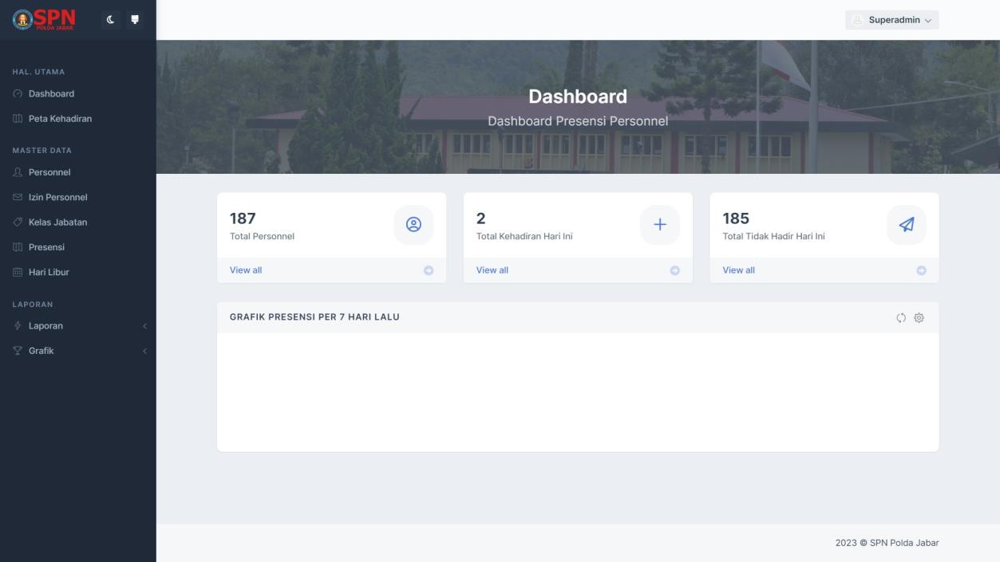 SPN
POLDA JABAR
Superadmin
HAL. UTAMA
Dashboard
Peta Kehadiran
MASTER DATA
Personnel
Izin Personnel
Kelas Jabatan
Presensi
Hari Libur
LAPORAN
Laporan
Grafik
Dashboard
Dashboard Presensi Personnel
187
Total Personnel
View all
2
Total Kehadiran Hari Ini
View all
185
Total Tidak Hadir Hari Ini
View all
GRAFIK PRESENSI PER 7 HARI LALU
2023 © SPN Polda Jabar